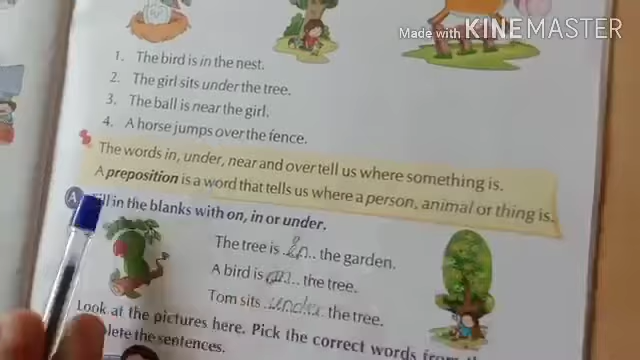 Made with KINEMASTER
1. The bird is in the nest.
2. The girl sits under the tree.
3. The ball is near the girl.
4. A horse jumps over the fence.
The words in, under, near and over tell us where something is.
A preposition is a word that tells us where a person, animal or thing is.
A Fill in the blanks with on, in or under.
The tree is in the garden.
A bird is on the tree.
Tom sits under the tree.
Look at the pictures here. Pick the correct words from
the sentences.